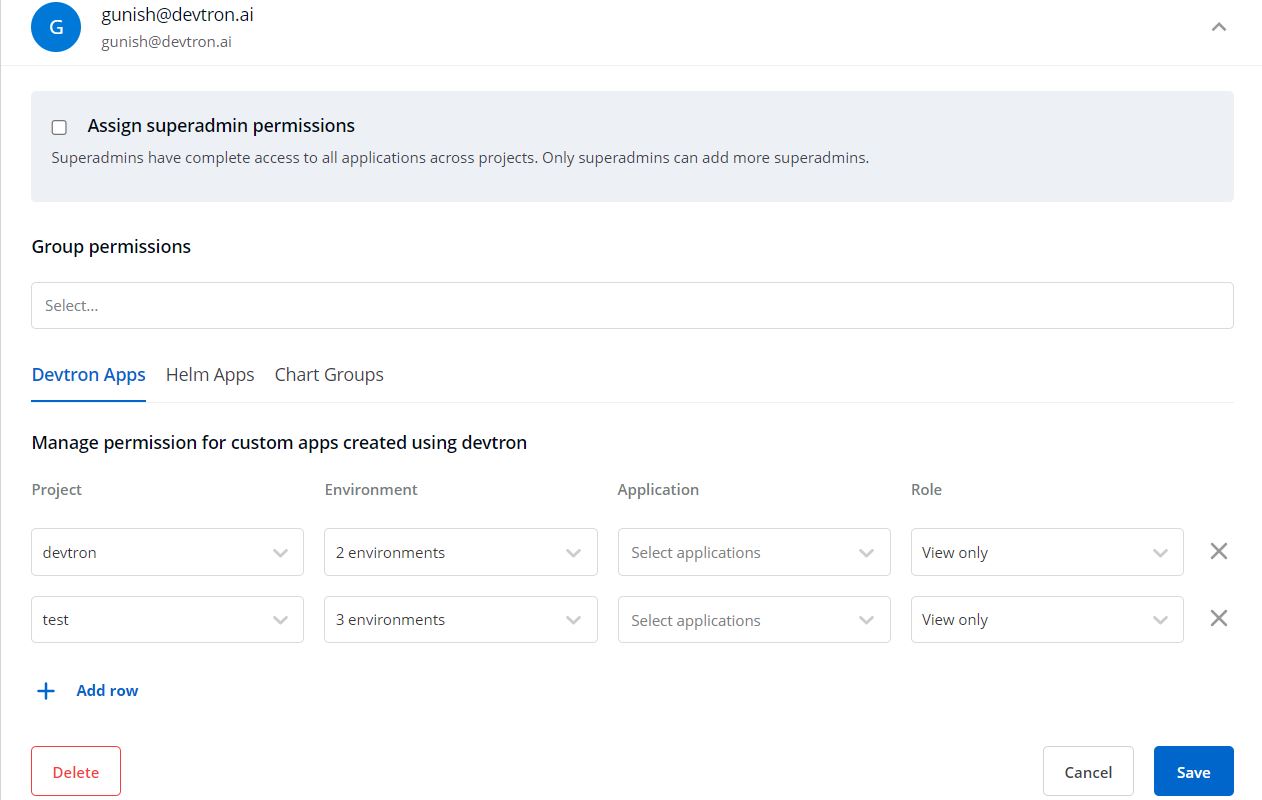 G
gunish@devtron.ai
gunish@devtron.ai
Assign superadmin permissions
Superadmins have complete access to all applications across projects. Only superadmins can add more superadmins.
Group permissions
Select...
Devtron Apps Helm Apps Chart Groups
Manage permission for custom apps created using devtron
Project Environment Application Role
devtron 2 environments Select applications View only
test 3 environments Select applications View only
Add row
Delete Cancel Save